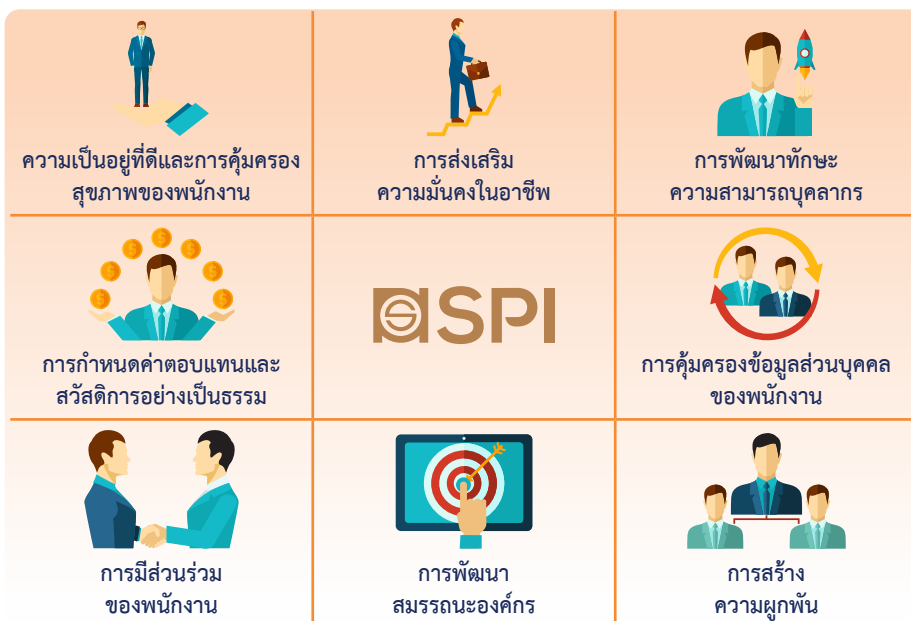 ความเป็นอยู่ที่ดีและการคุ้มครอง
สุขภาพของพนักงาน
การส่งเสริม
ความมั่นคงในอาชีพ
การพัฒนาทักษะ
ความสามารถบุคลากร
การกำหนดค่าตอบแทนและ
สวัสดิการอย่างเป็นธรรม
SPI
การคุ้มครองข้อมูลส่วนบุคคล
ของพนักงาน
การมีส่วนร่วม
ของพนักงาน
การพัฒนา
สมรรถนะองค์กร
การสร้าง
ความผูกพัน